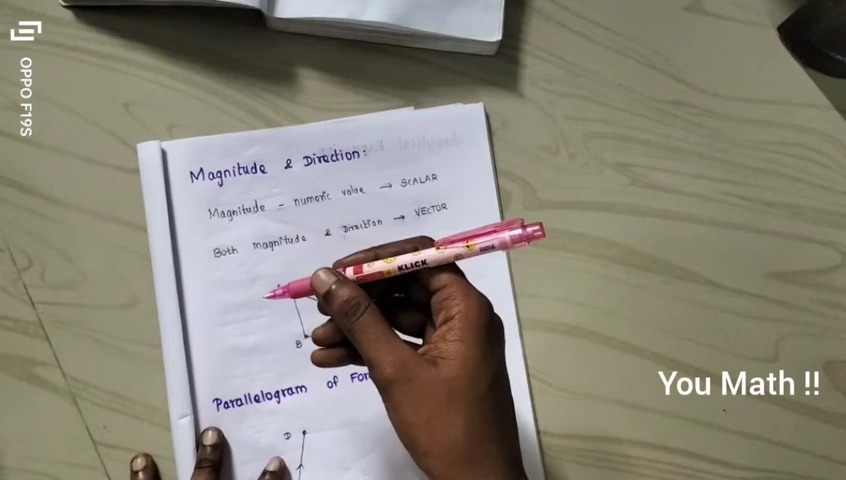 OPPO F19S
Magnitude & Direction:
Magnitude - numeric value → SCALAR
Both magnitude & Direction → VECTOR
KLICK
B
Parallelogram of For
D
You Math !!